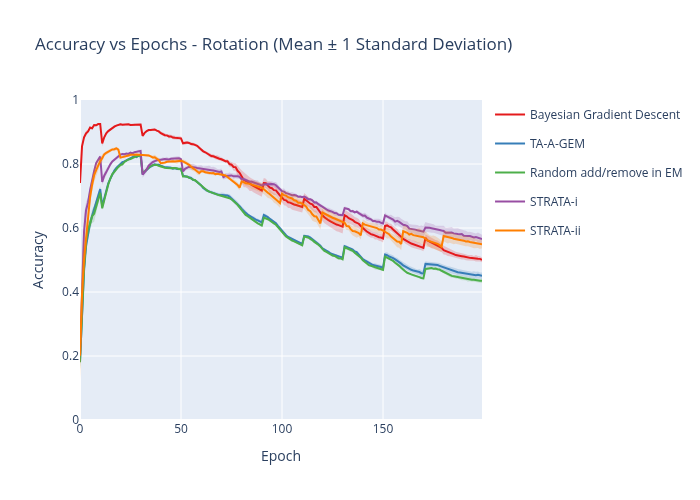 Accuracy vs Epochs - Rotation (Mean ± 1 Standard Deviation)
1
0.8
0.6
0.4
0.2
0
Accuracy
0
50
100
150
Epoch
Bayesian Gradient Descent
TA-A-GEM
Random add/remove in EM
STRATA-i
STRATA-ii